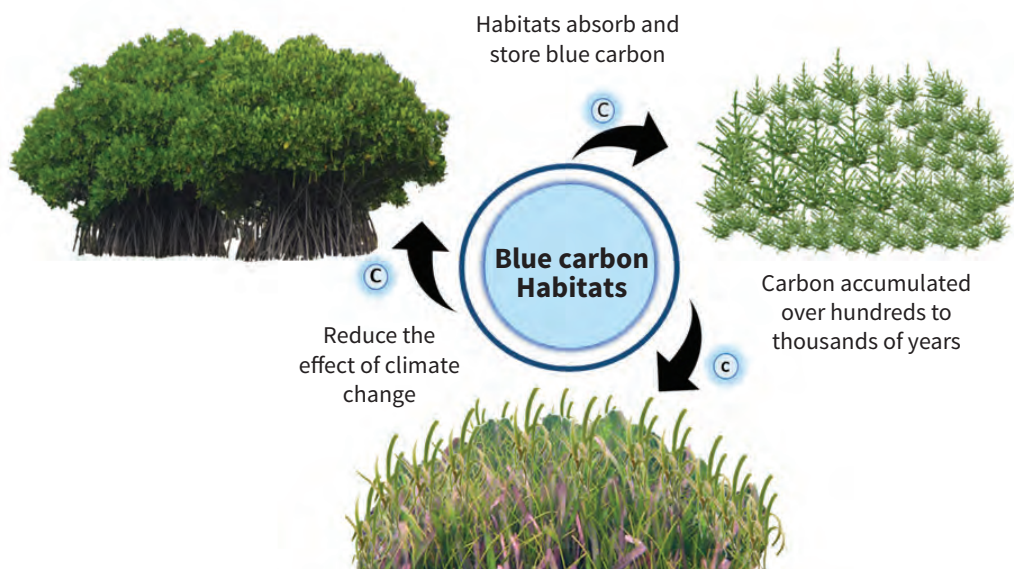 Habitats absorb and
store blue carbon
C
Blue carbon
Habitats
Carbon accumulated
over hundreds to
thousands of years
C
Reduce the
effect of climate
change
c